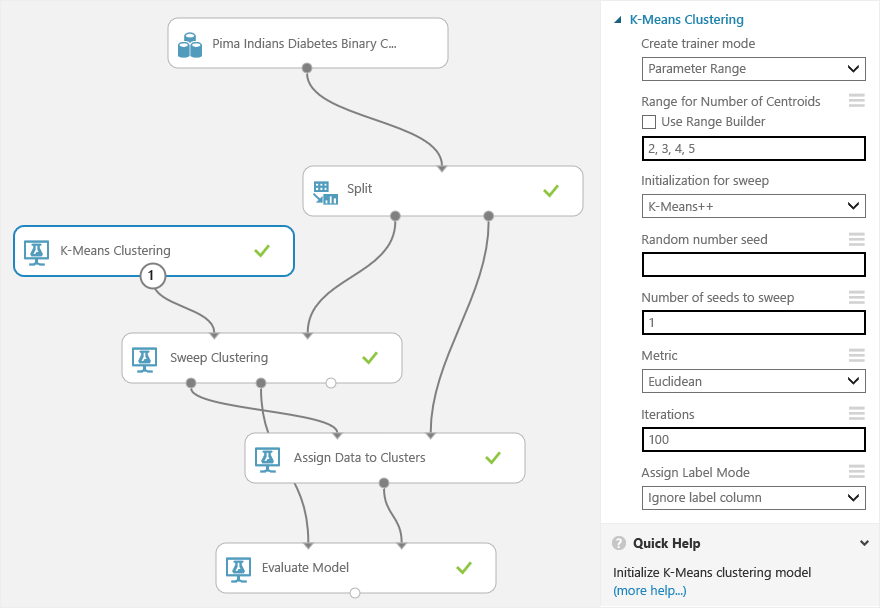 Pima Indians Diabetes Binary C...
Split
K-Means Clustering
1
Sweep Clustering
Assign Data to Clusters
Evaluate Model
K-Means Clustering
Create trainer mode
Parameter Range
Range for Number of Centroids
Use Range Builder
2, 3, 4, 5
Initialization for sweep
K-Means++
Random number seed
Number of seeds to sweep
1
Metric
Euclidean
Iterations
100
Assign Label Mode
Ignore label column
? Quick Help
Initialize K-Means clustering model
(more help...)